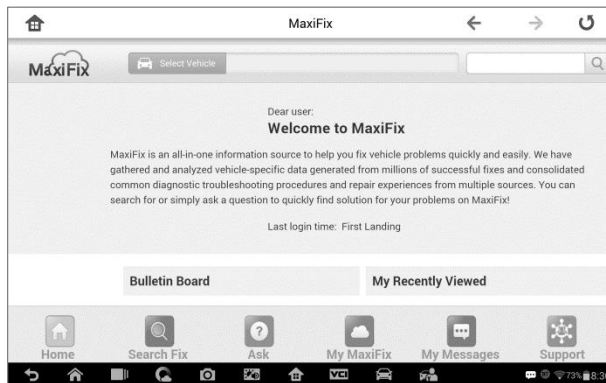 MaxiFix
MaxiFix
Select Vehicle
Dear user:
Welcome to MaxiFix
MaxiFix is an all-in-one information source to help you fix vehicle problems quickly and easily. We have
gathered and analyzed vehicle-specific data generated from millions of successful fixes and consolidated
common diagnostic troubleshooting procedures and repair experiences from multiple sources. You can
search for or simply ask a question to quickly find solution for your problems on MaxiFix!
Last login time: First Landing
Bulletin Board My Recently Viewed
Home Search Fix Ask My MaxiFix My Messages Support
VCI 73%